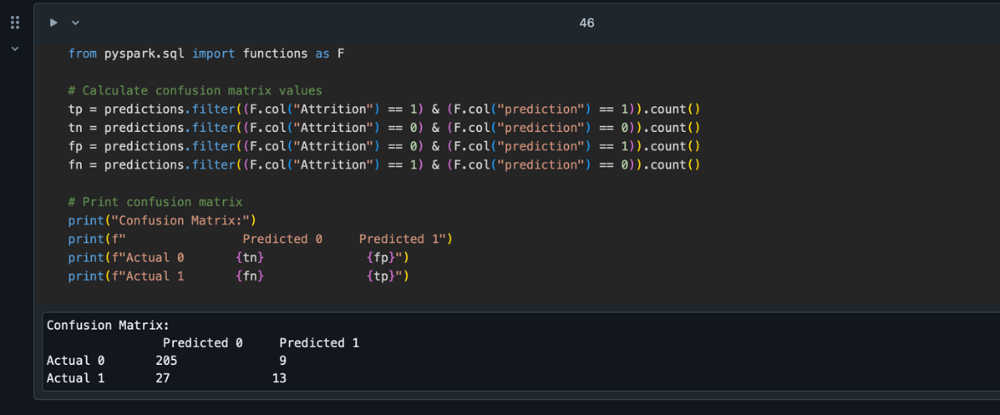 46
from pyspark.sql import functions as F
# Calculate confusion matrix values
tp = predictions.filter((F.col("Attrition") == 1) & (F.col("prediction") == 1)).count()
tn = predictions.filter((F.col("Attrition") == 0) & (F.col("prediction") == 0)).count()
fp = predictions.filter((F.col("Attrition") == 0) & (F.col("prediction") == 1)).count()
fn = predictions.filter((F.col("Attrition") == 1) & (F.col("prediction") == 0)).count()
# Print confusion matrix
print("Confusion Matrix:")
print(f"                Predicted 0     Predicted 1")
print(f"Actual 0       {tn}              {fp}")
print(f"Actual 1       {fn}              {tp}")
Confusion Matrix:
                Predicted 0     Predicted 1
Actual 0       205              9
Actual 1       27              13